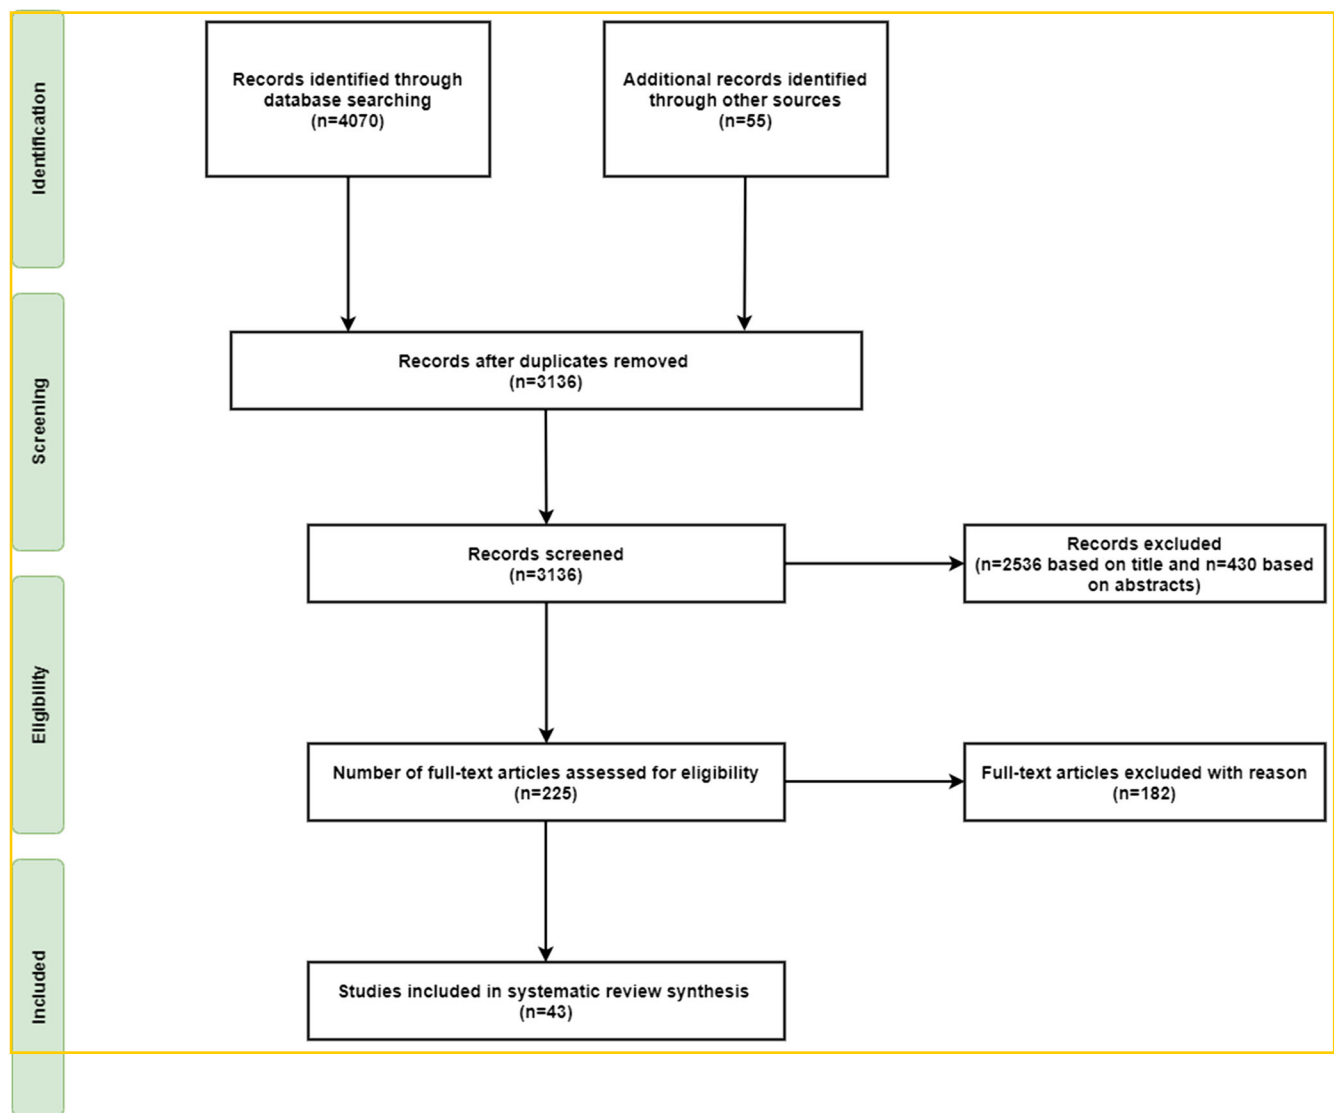 Identification
Records identified through
database searching
(n=4070)
Additional records identified
through other sources
(n=55)
Screening
Records after duplicates removed
(n=3136)
Records screened
(n=3136)
Records excluded
(n=2536 based on title and n=430 based
on abstracts)
Eligibility
Number of full-text articles assessed for eligibility
(n=225)
Full-text articles excluded with reason
(n=182)
Included
Studies included in systematic review synthesis
(n=43)